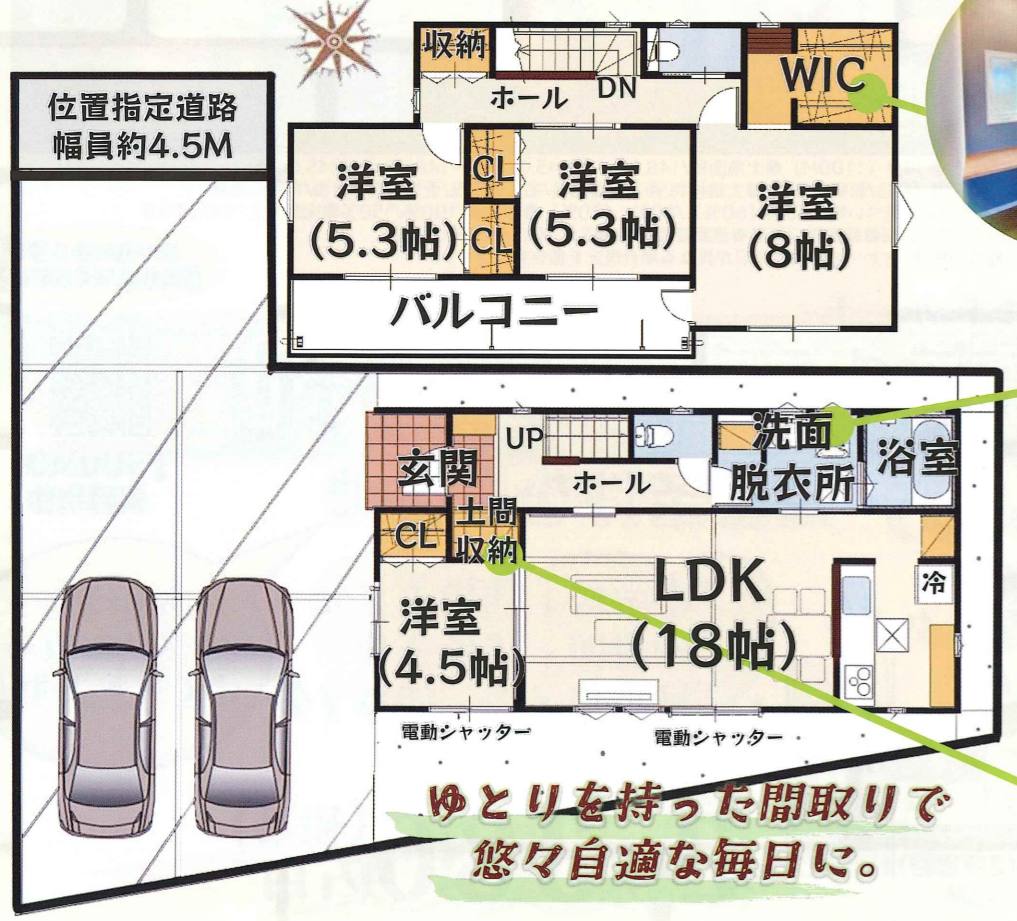 位置指定道路
幅員約4.5M
収納
ホール
DN
WIC
洋室
(5.3帖)
CL
CL
洋室
(5.3帖)
洋室
(8帖)
バルコニー
玄関
UP
ホール
洗面
脱衣所
浴室
CL
土間
収納
洋室
(4.5帖)
LDK
(18帖)
冷
電動シャッター
電動シャッター
ゆとりを持った間取りで
悠々自適な毎日に。